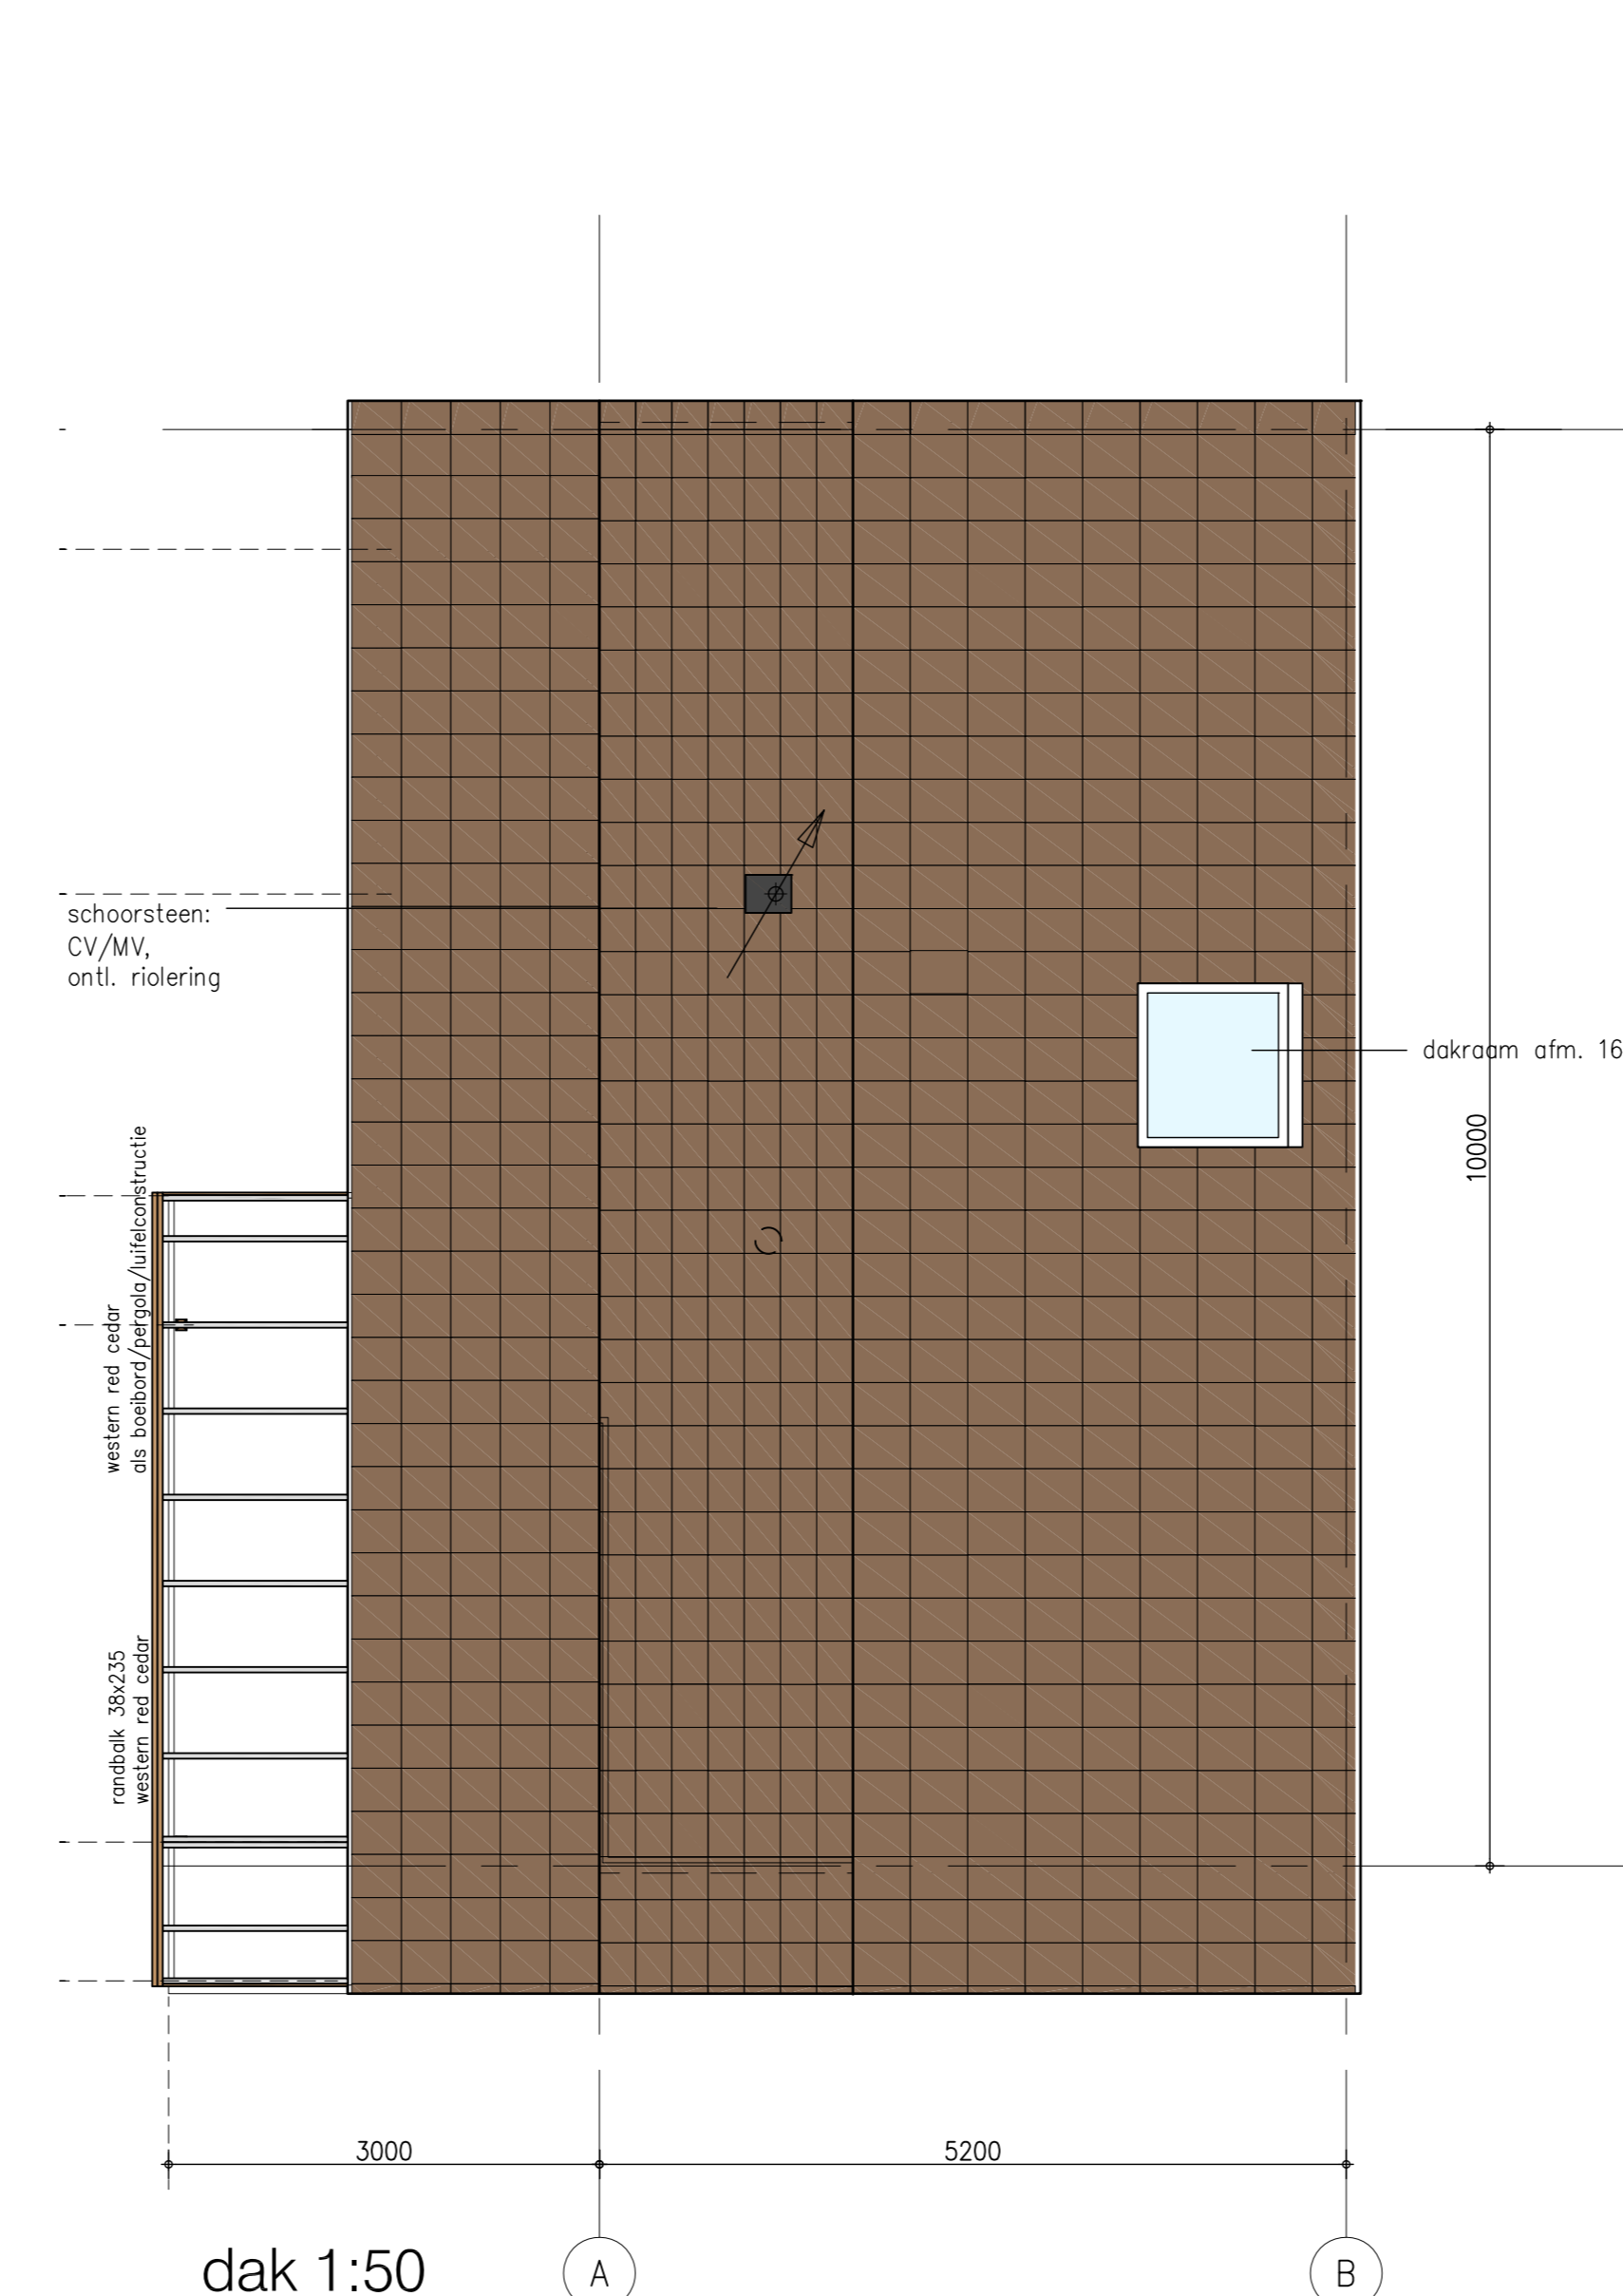 schoorsteen:
CV/MV,
ontl. riolering
dakraam afm. 16
10000
western red cedar
als boeibord/pergola/luifelconstructie
randbalk 38x235
western red cedar
3000
5200
dak 1:50
A
B